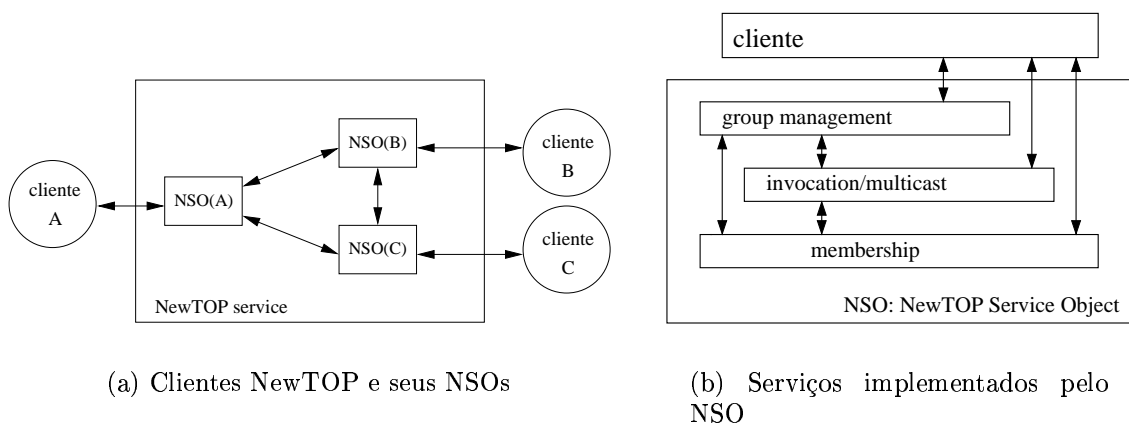 cliente
A
NSO(A)
NSO(B)
NSO(C)
cliente
B
cliente
C
NewTOP service
(a) Clientes NewTOP e seus NSOs
cliente
group management
invocation/multicast
membership
NSO: NewTOP Service Object
(b) Serviços implementados pelo
NSO